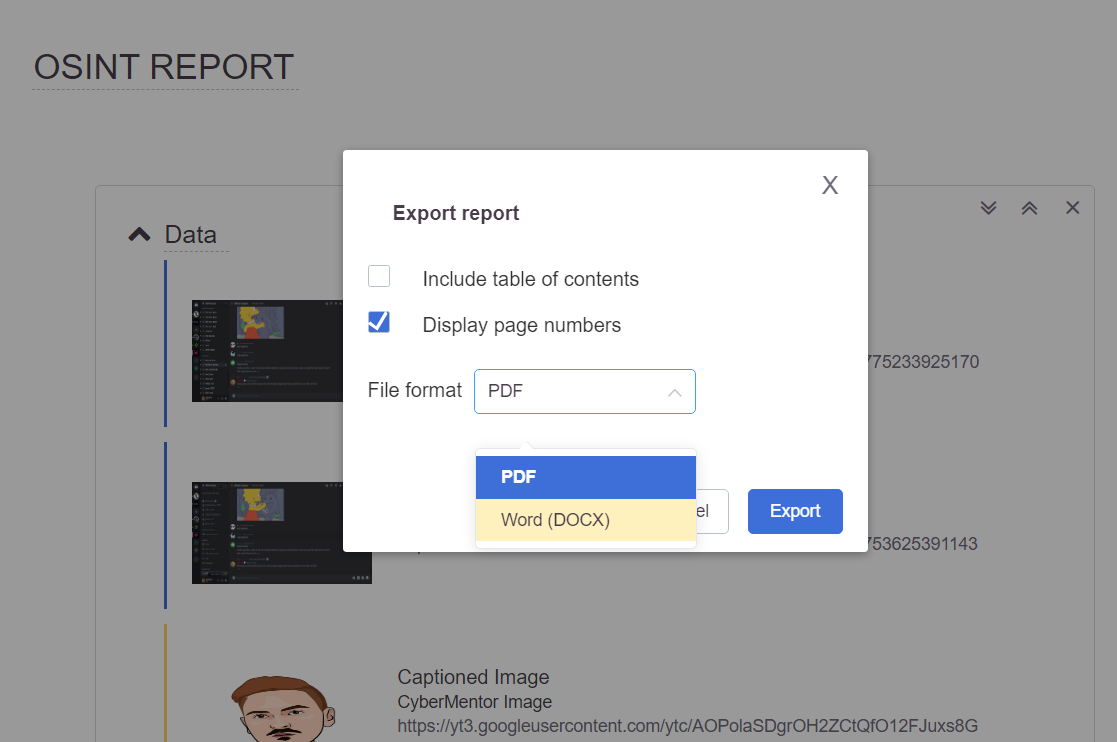 OSINT REPORT
X
Export report
Data
Include table of contents
Display page numbers
775233925170
File format PDF
PDF
Word (DOCX)
el
Export
753625391143
Captioned Image
CyberMentor Image
https://yt3.googleusercontent.com/ytc/AOPolaSDgrOH2ZCtQfO12FJuxs8G